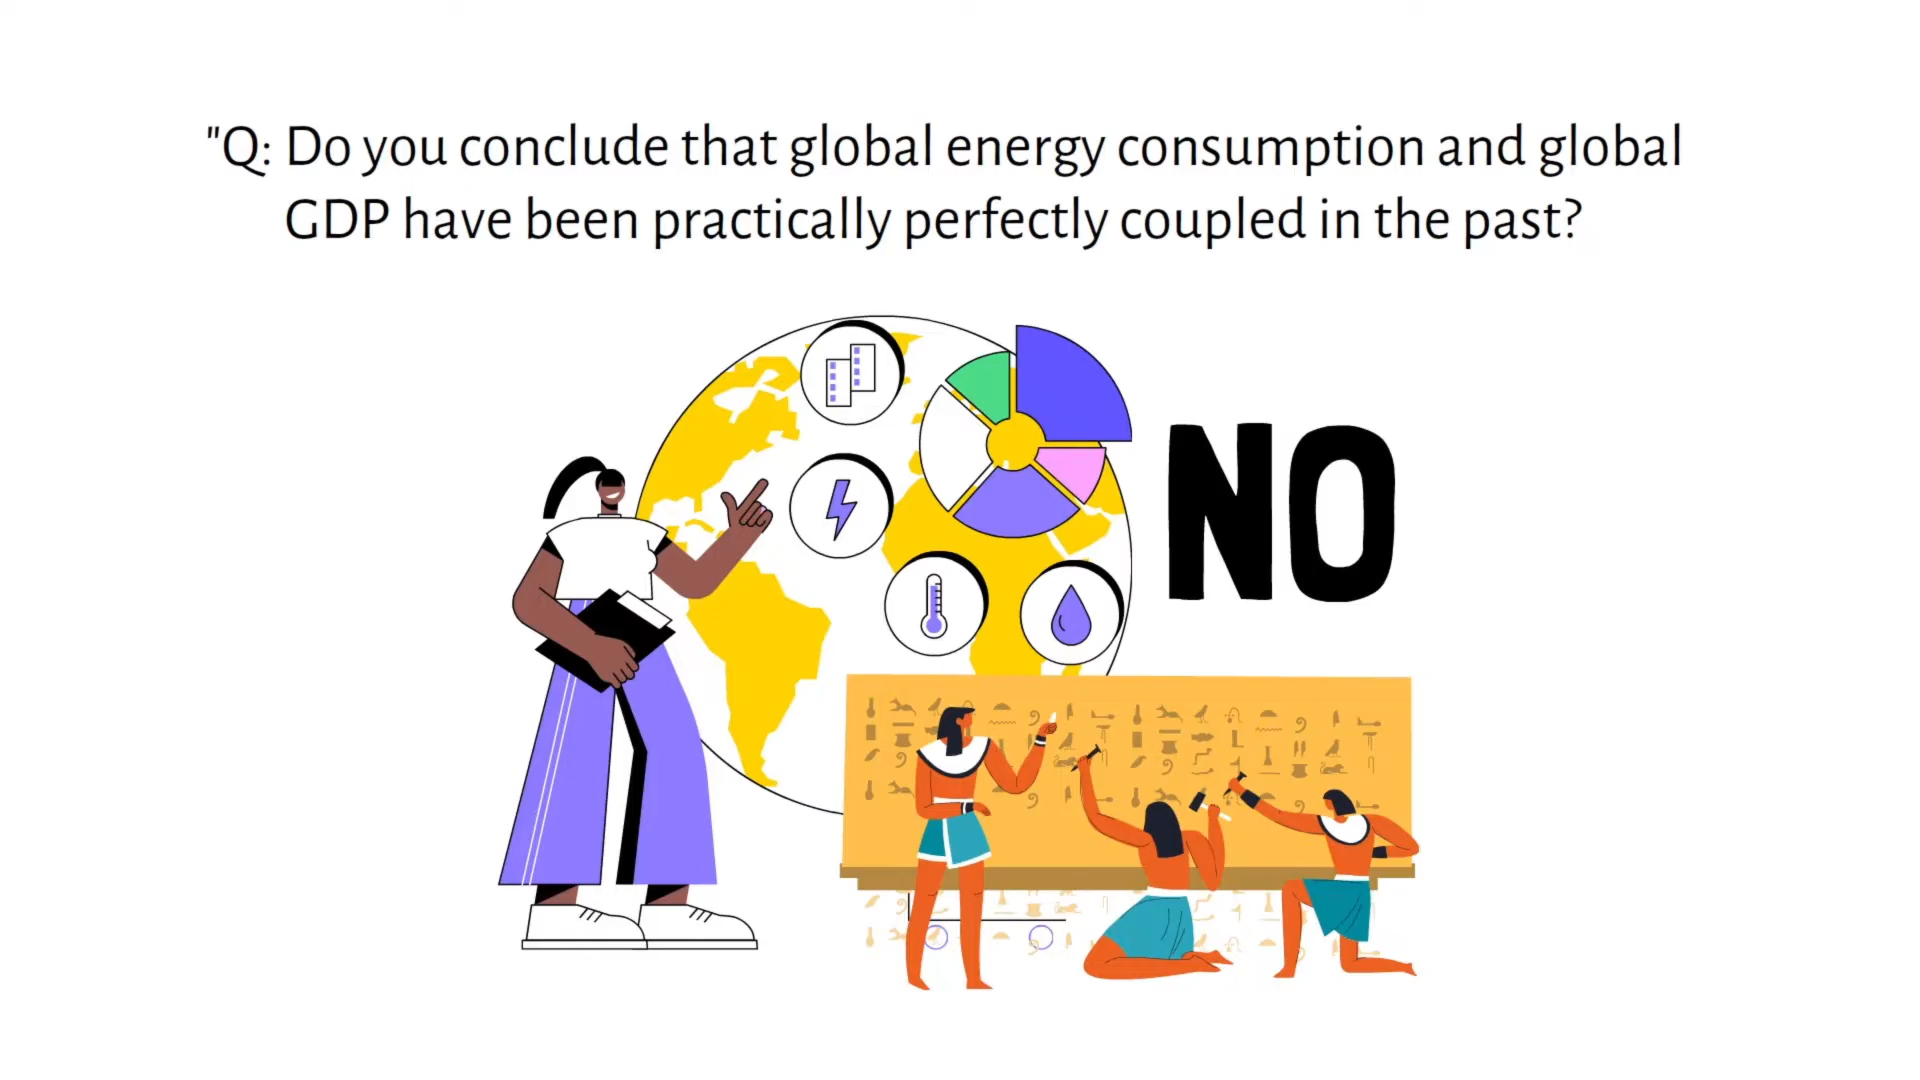 "Q: Do you conclude that global energy consumption and global
GDP have been practically perfectly coupled in the past?
NO